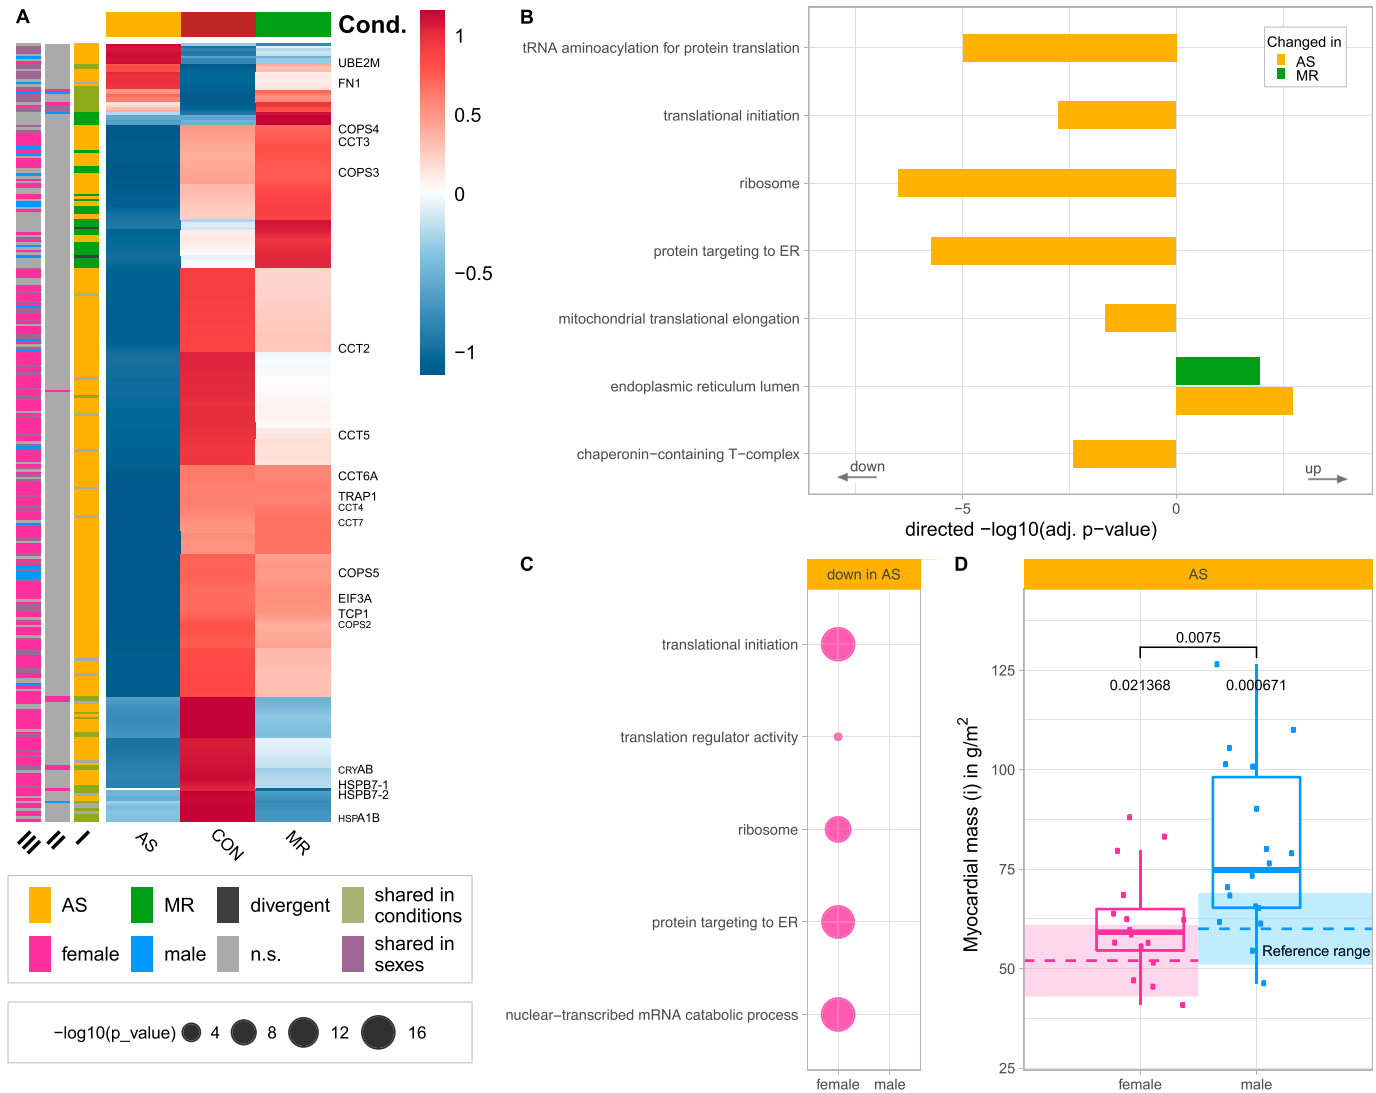 A
Cond.
UBE2M
FN1
COPS4
CCT3
COPS3
CCT2
CCT5
CCT6A
TRAP1
CCT4
CCT7
COPS5
EIF3A
TCP1
COPS2
CRYAB
HSPB7-1
HSPB7-2
HSPA1B
1
0.5
0
−0.5
−1
III
II
I
AS
CON
MR
AS
MR
divergent
shared in
conditions
female
male
n.s.
shared in
sexes
−log10(p_value)
4
8
12
16
B
tRNA aminoacylation for protein translation
translational initiation
ribosome
protein targeting to ER
mitochondrial translational elongation
endoplasmic reticulum lumen
chaperonin−containing T−complex
Changed in
AS
MR
down
up
−5
0
directed −log10(adj. p−value)
C
down in AS
translational initiation
translation regulator activity
ribosome
protein targeting to ER
nuclear−transcribed mRNA catabolic process
female
male
D
AS
Myocardial mass (i) in g/m²
125
100
75
50
25
0.0075
0.021368
0.000671
Reference range
female
male